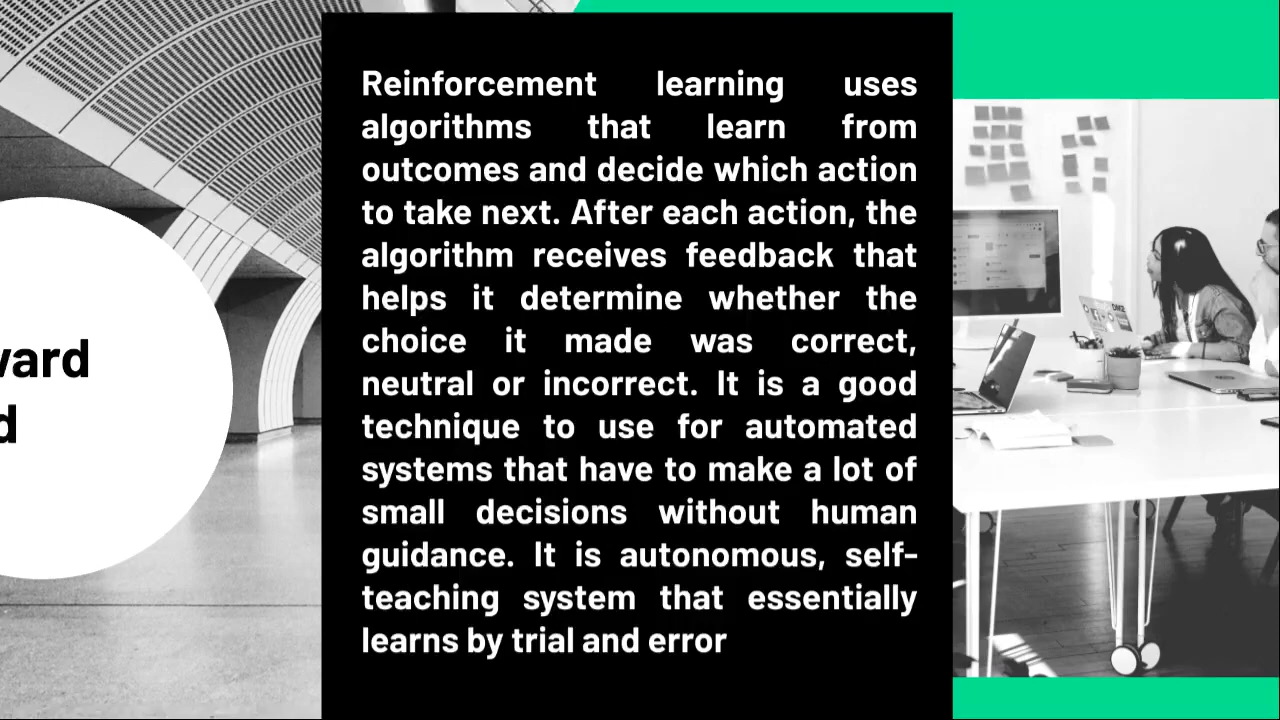 Reinforcement learning uses
algorithms that learn from
outcomes and decide which action
to take next. After each action, the
algorithm receives feedback that
helps it determine whether the
choice it made was correct,
neutral or incorrect. It is a good
technique to use for automated
systems that have to make a lot of
small decisions without human
guidance. It is autonomous, self-
teaching system that essentially
learns by trial and error